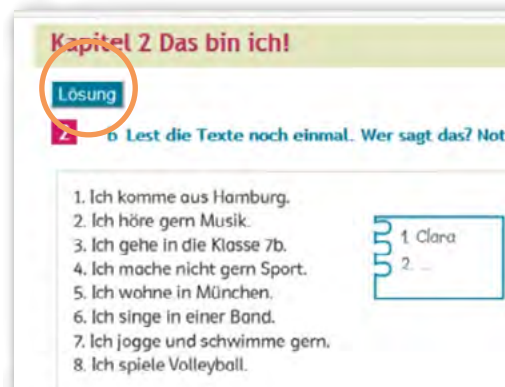 Kapitel 2 Das bin ich!
Lösung
2 b Lest die Texte noch einmal. Wer sagt das? Not
1. Ich komme aus Hamburg.
2. Ich höre gern Musik.
3. Ich gehe in die Klasse 7b.
4. Ich mache nicht gern Sport.
5. Ich wohne in München.
6. Ich singe in einer Band.
7. Ich jogge und schwimme gern.
8. Ich spiele Volleyball.
1. Clara
2. ...